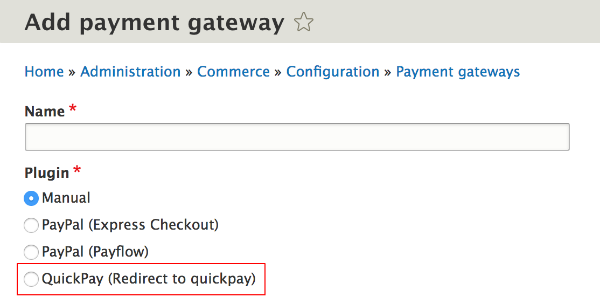 Add payment gateway
Home » Administration » Commerce » Configuration » Payment gateways
Name *
Plugin *
Manual
PayPal (Express Checkout)
PayPal (Payflow)
QuickPay (Redirect to quickpay)